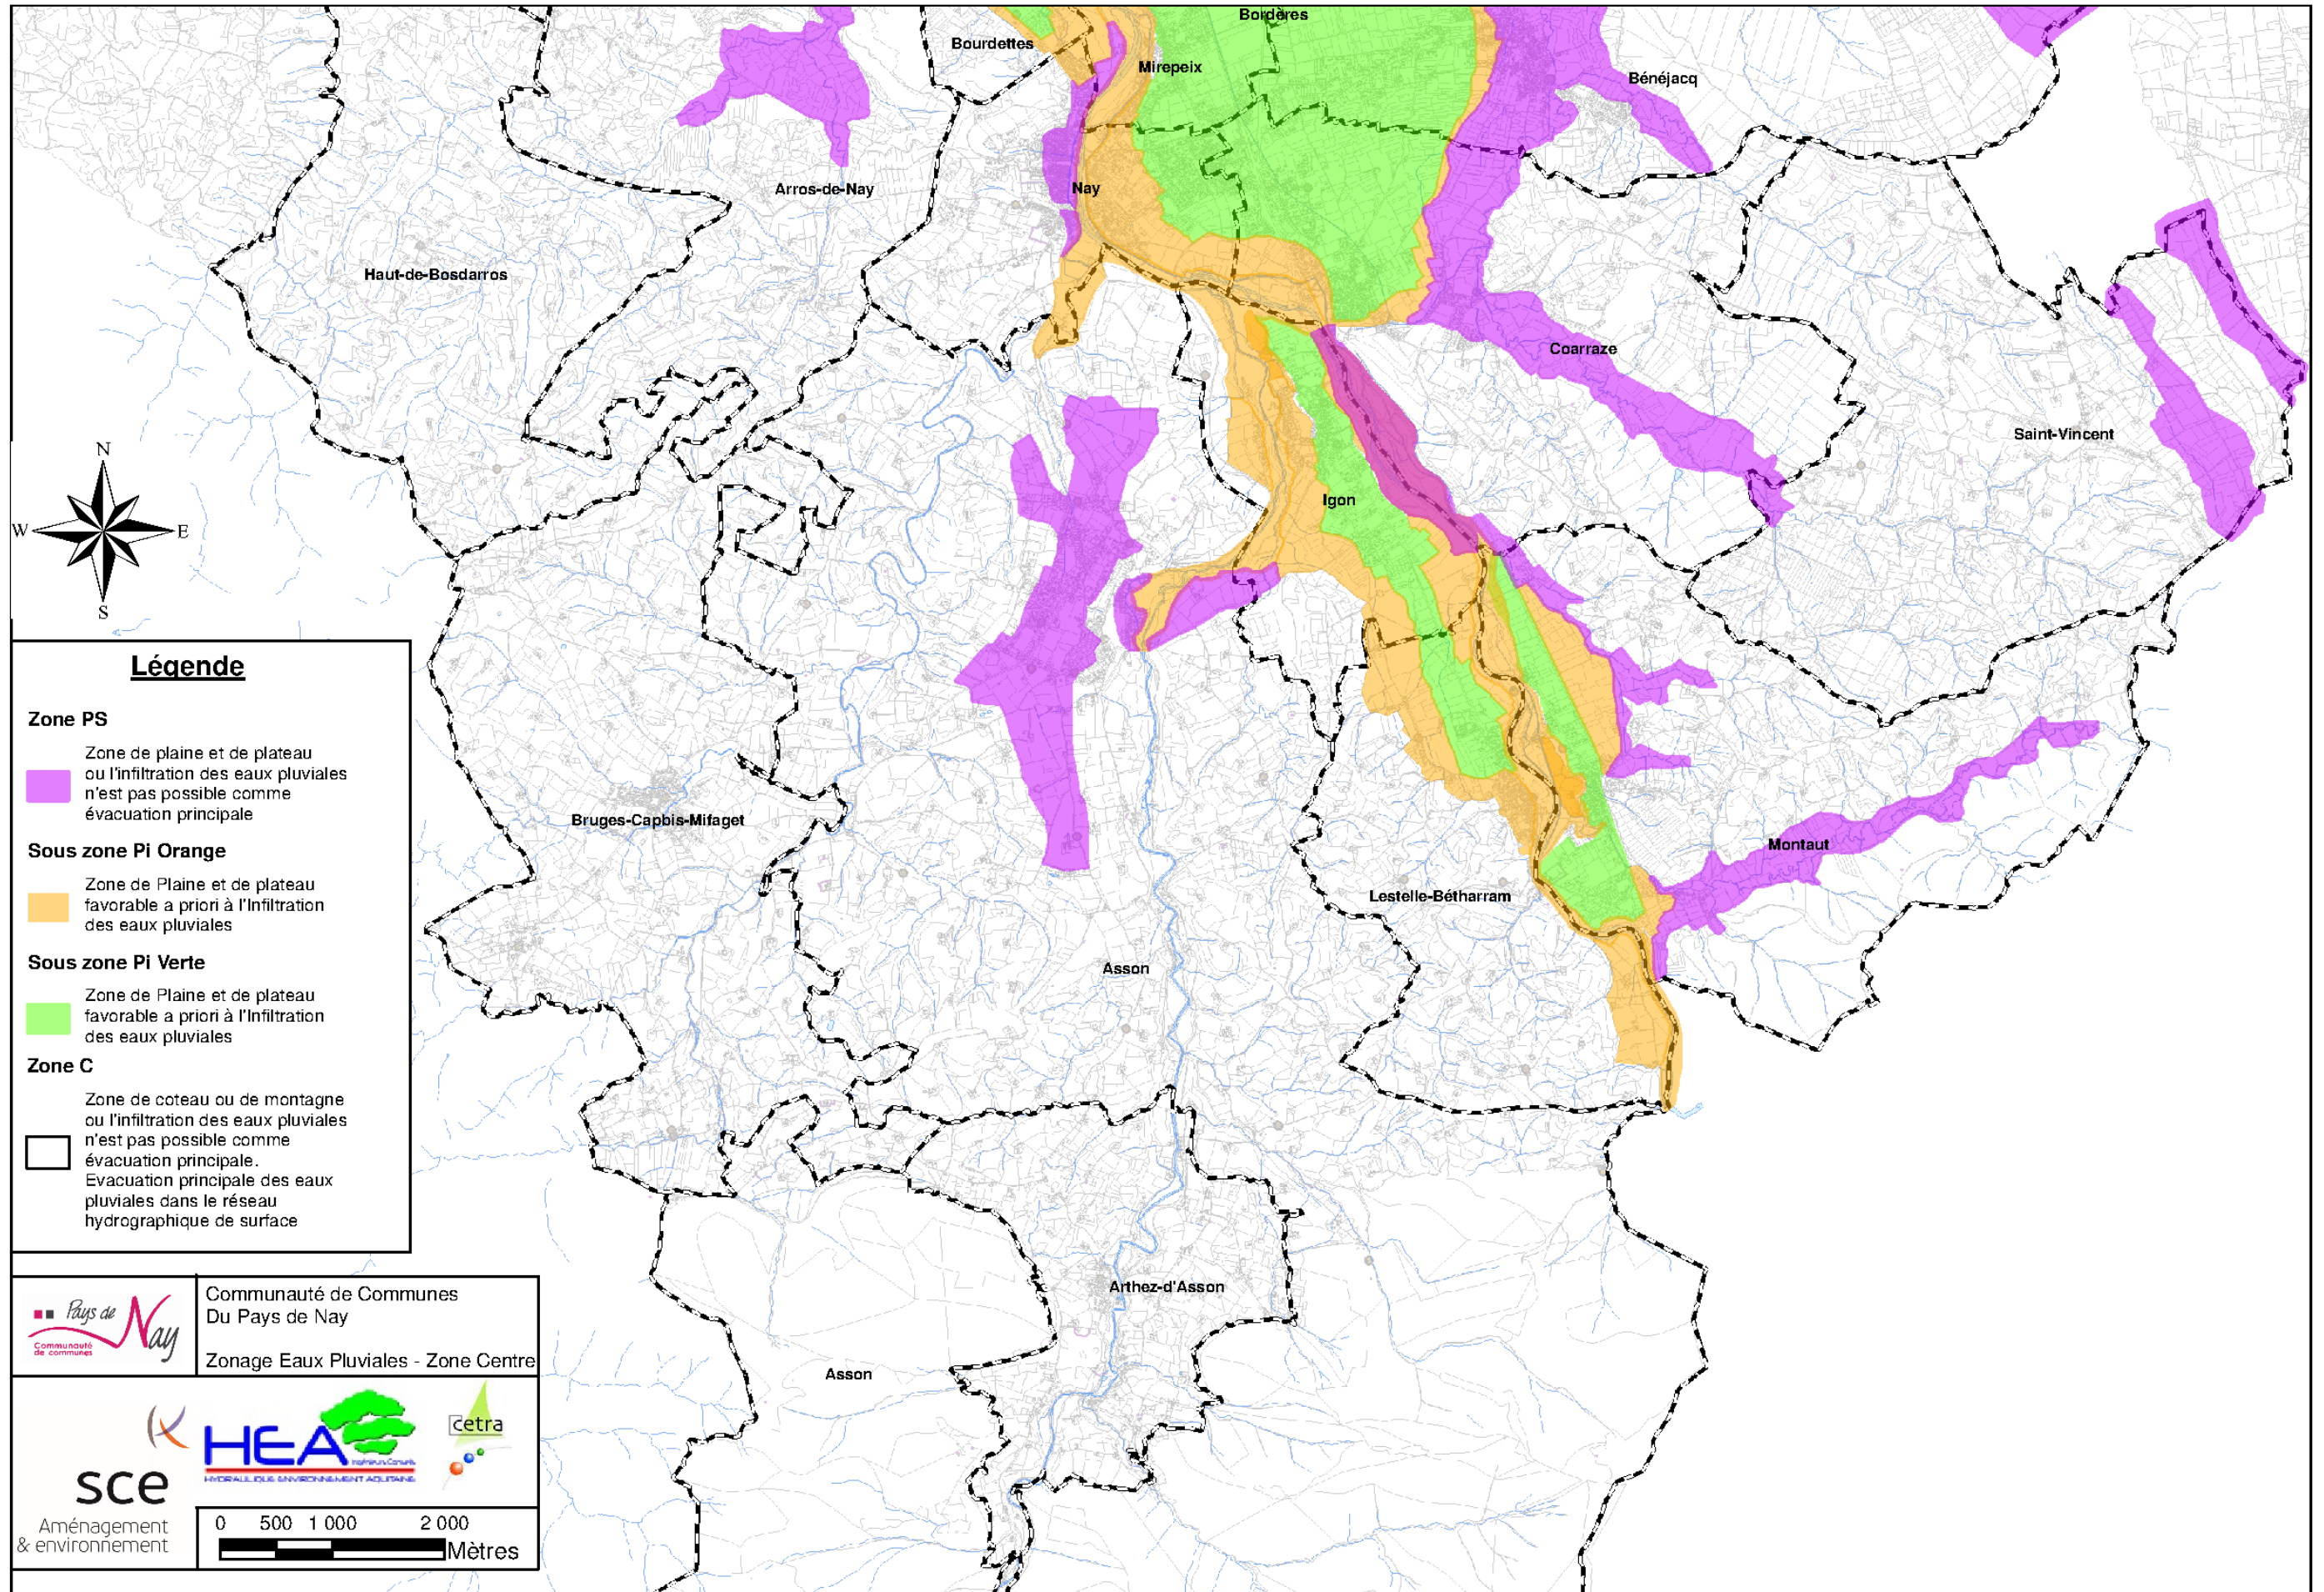 Bordères
Bourdettes
Mirepeix
Bénéjacq
Arros-de-Nay
Nay
Haut-de-Bosdarros
Coarraze
Saint-Vincent
Igon
Bruges-Capbis-Mifaget
Montaut
Lestelle-Bétharram
Asson
Arthez-d'Asson
Asson
N
W
E
S
Légende
Zone PS
Zone de plaine et de plateau
ou l'infiltration des eaux pluviales
n'est pas possible comme
évacuation principale
Sous zone Pi Orange
Zone de Plaine et de plateau
favorable a priori à l'Infiltration
des eaux pluviales
Sous zone Pi Verte
Zone de Plaine et de plateau
favorable a priori à l'Infiltration
des eaux pluviales
Zone C
Zone de coteau ou de montagne
ou l'infiltration des eaux pluviales
n'est pas possible comme
évacuation principale.
Evacuation principale des eaux
pluviales dans le réseau
hydrographique de surface
Pays de Nay
Communauté
de communes
Communauté de Communes
Du Pays de Nay
Zonage Eaux Pluviales - Zone Centre
sce
Aménagement
& environnement
HEA
Ingénieurs Conseils
HYDRAULIQUE ENVIRONNEMENT AQUITAINE
cetra
0 500 1 000 2 000
Mètres